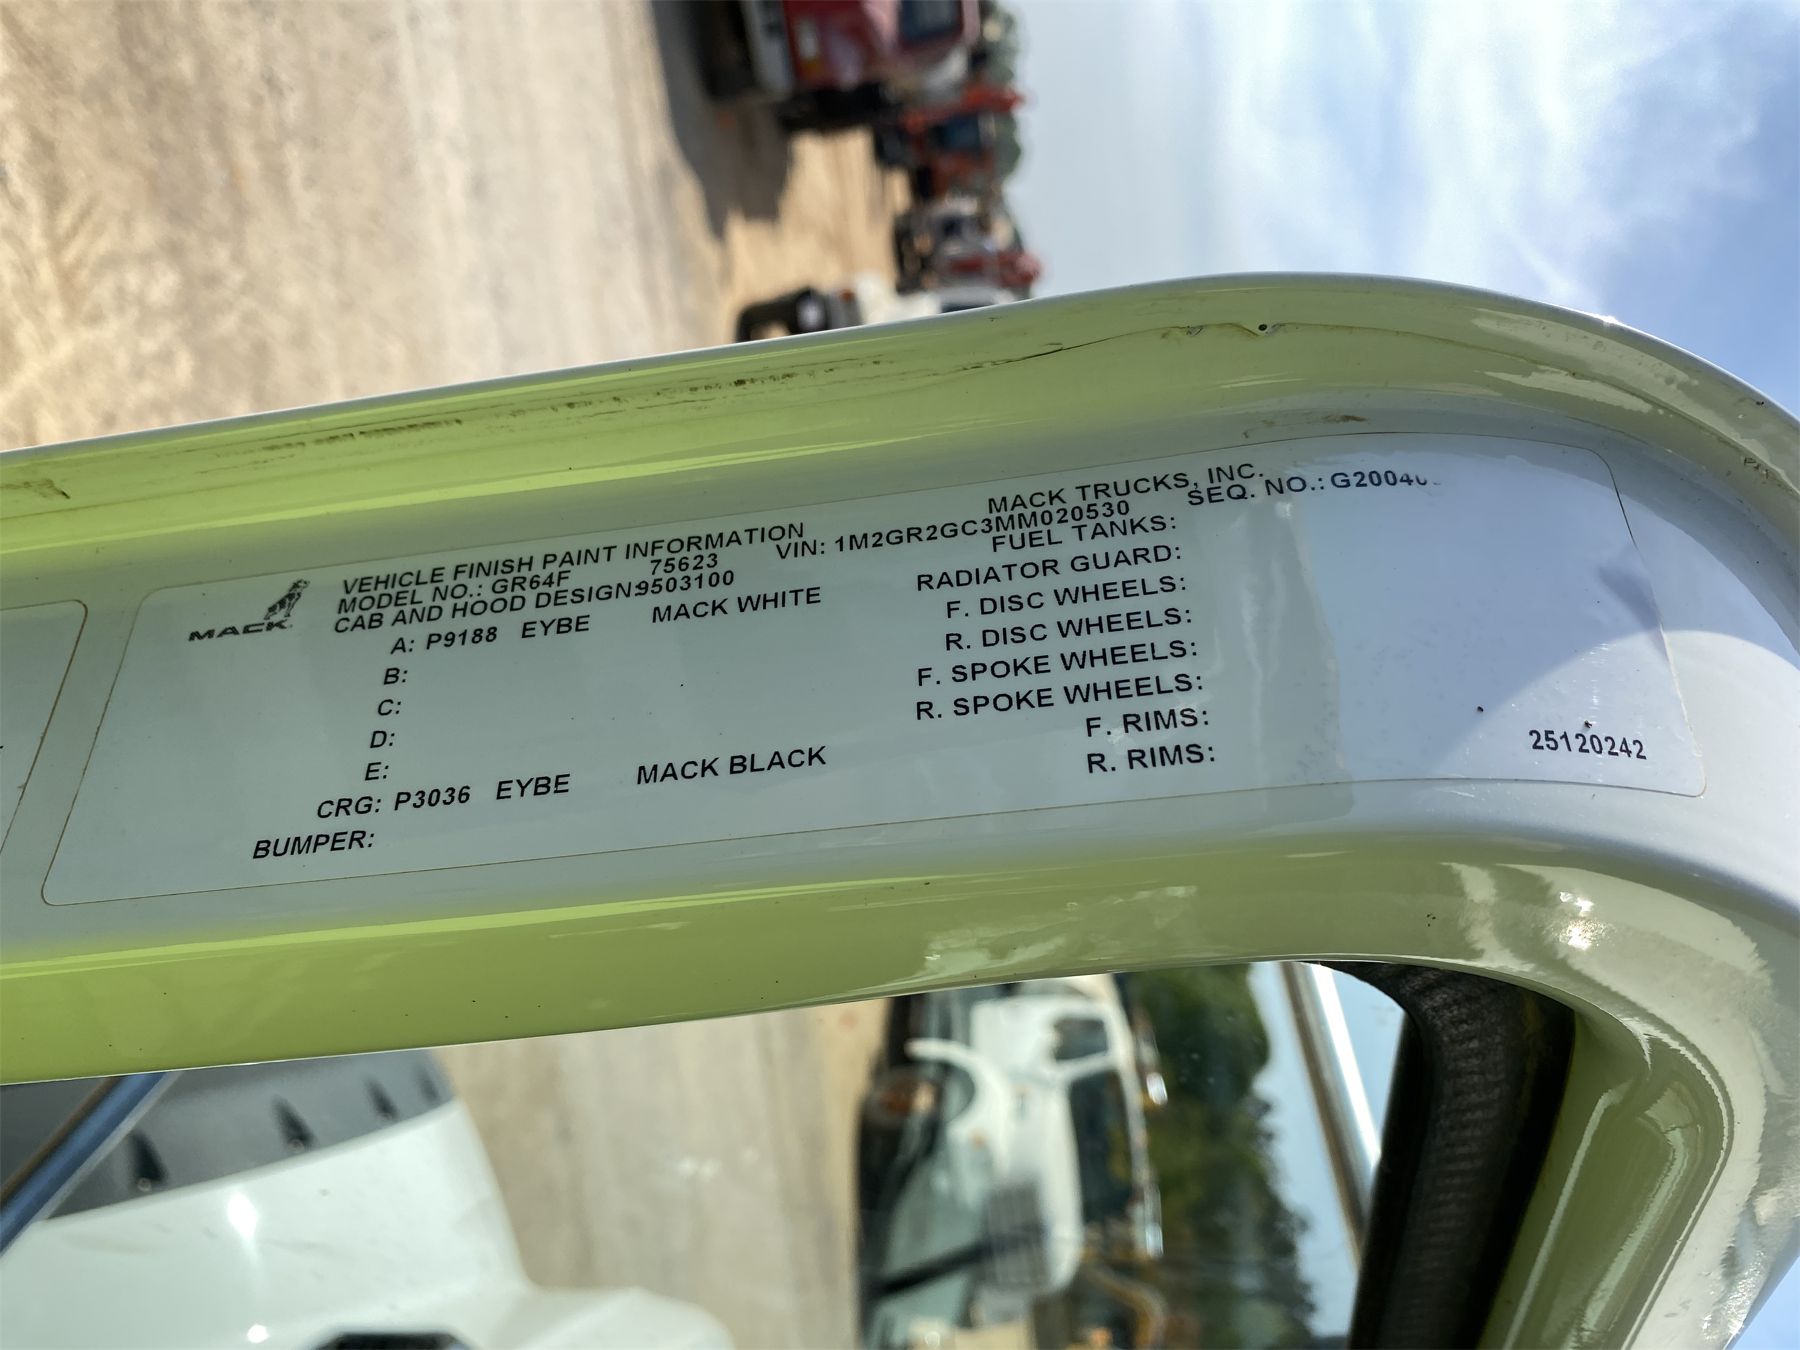 MACK
VEHICLE FINISH PAINT INFORMATION MACK TRUCKS, INC.
MODEL NO.: GR64F 75623 VIN: 1M2GR2GC3MM020530 SEQ. NO.:
CAB AND HOOD DESIGN:9503100 FUEL TANKS:
A: P9188 EYBE MACK WHITE RADIATOR GUARD:
B: F. DISC WHEELS:
C: R. DISC WHEELS:
D: F. SPOKE WHEELS:
E: R. SPOKE WHEELS:
CRG: P3036 EYBE MACK BLACK F. RIMS:
BUMPER: R. RIMS:
25120242